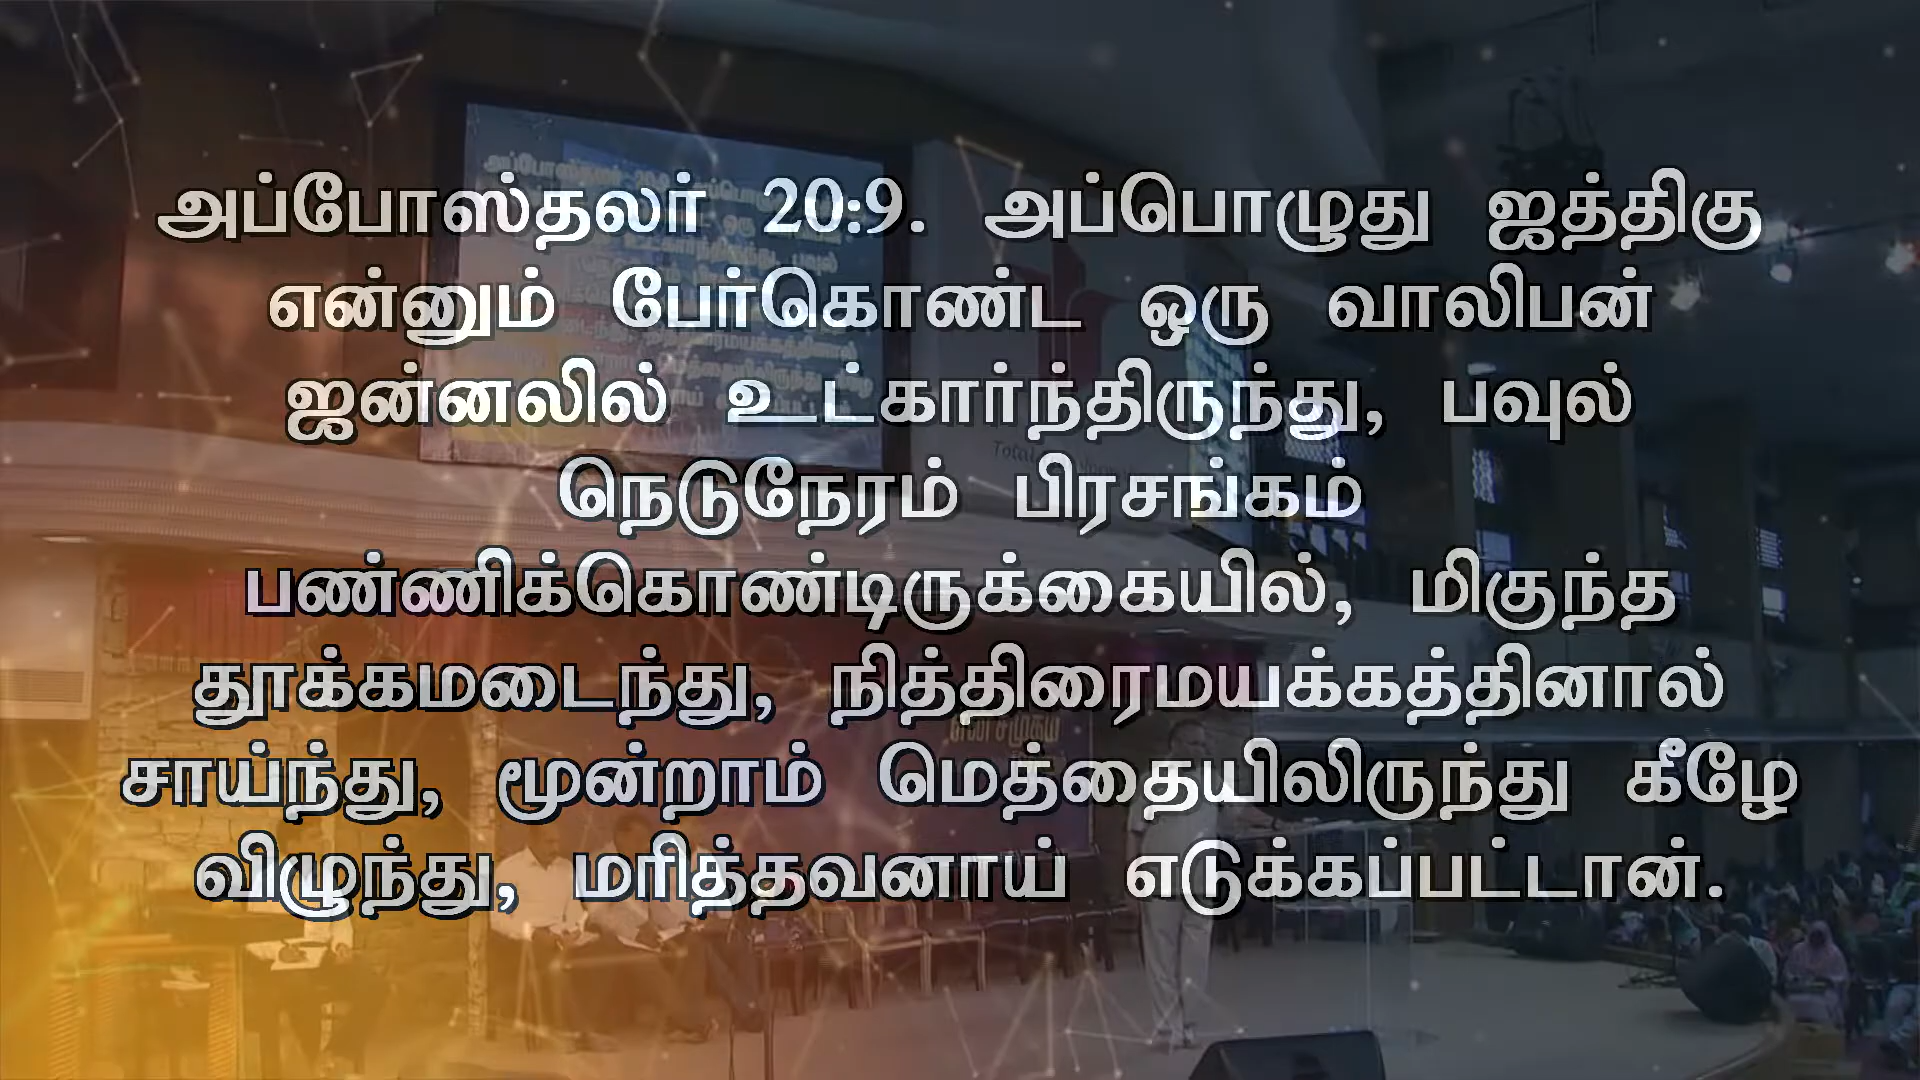 அப்போஸ்தலர் 20:9. அப்பொழுது ஐத்திகு
என்னும் பேர்கொண்ட ஒரு வாலிபன்
ஜன்னலில் உட்கார்ந்திருந்து, பவுல்
நெடுநேரம் பிரசங்கம்
பண்ணிக்கொண்டிருக்கையில், மிகுந்த
தூக்கமடைந்து, நித்திரைமயக்கத்தினால்
சாய்ந்து, மூன்றாம் மெத்தையிலிருந்து கீழே
விழுந்து, மரித்தவனாய் எடுக்கப்பட்டான்.